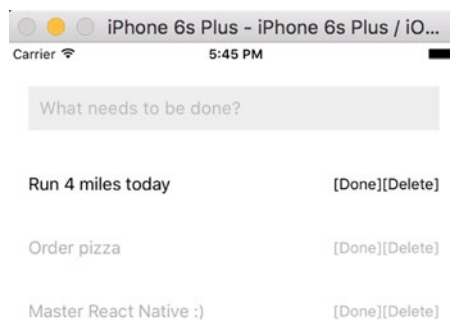 iPhone 6s Plus - iPhone 6s Plus / iO...
Carrier 5:45 PM
What needs to be done?
Run 4 miles today [Done][Delete]
Order pizza [Done][Delete]
Master React Native :) [Done][Delete]